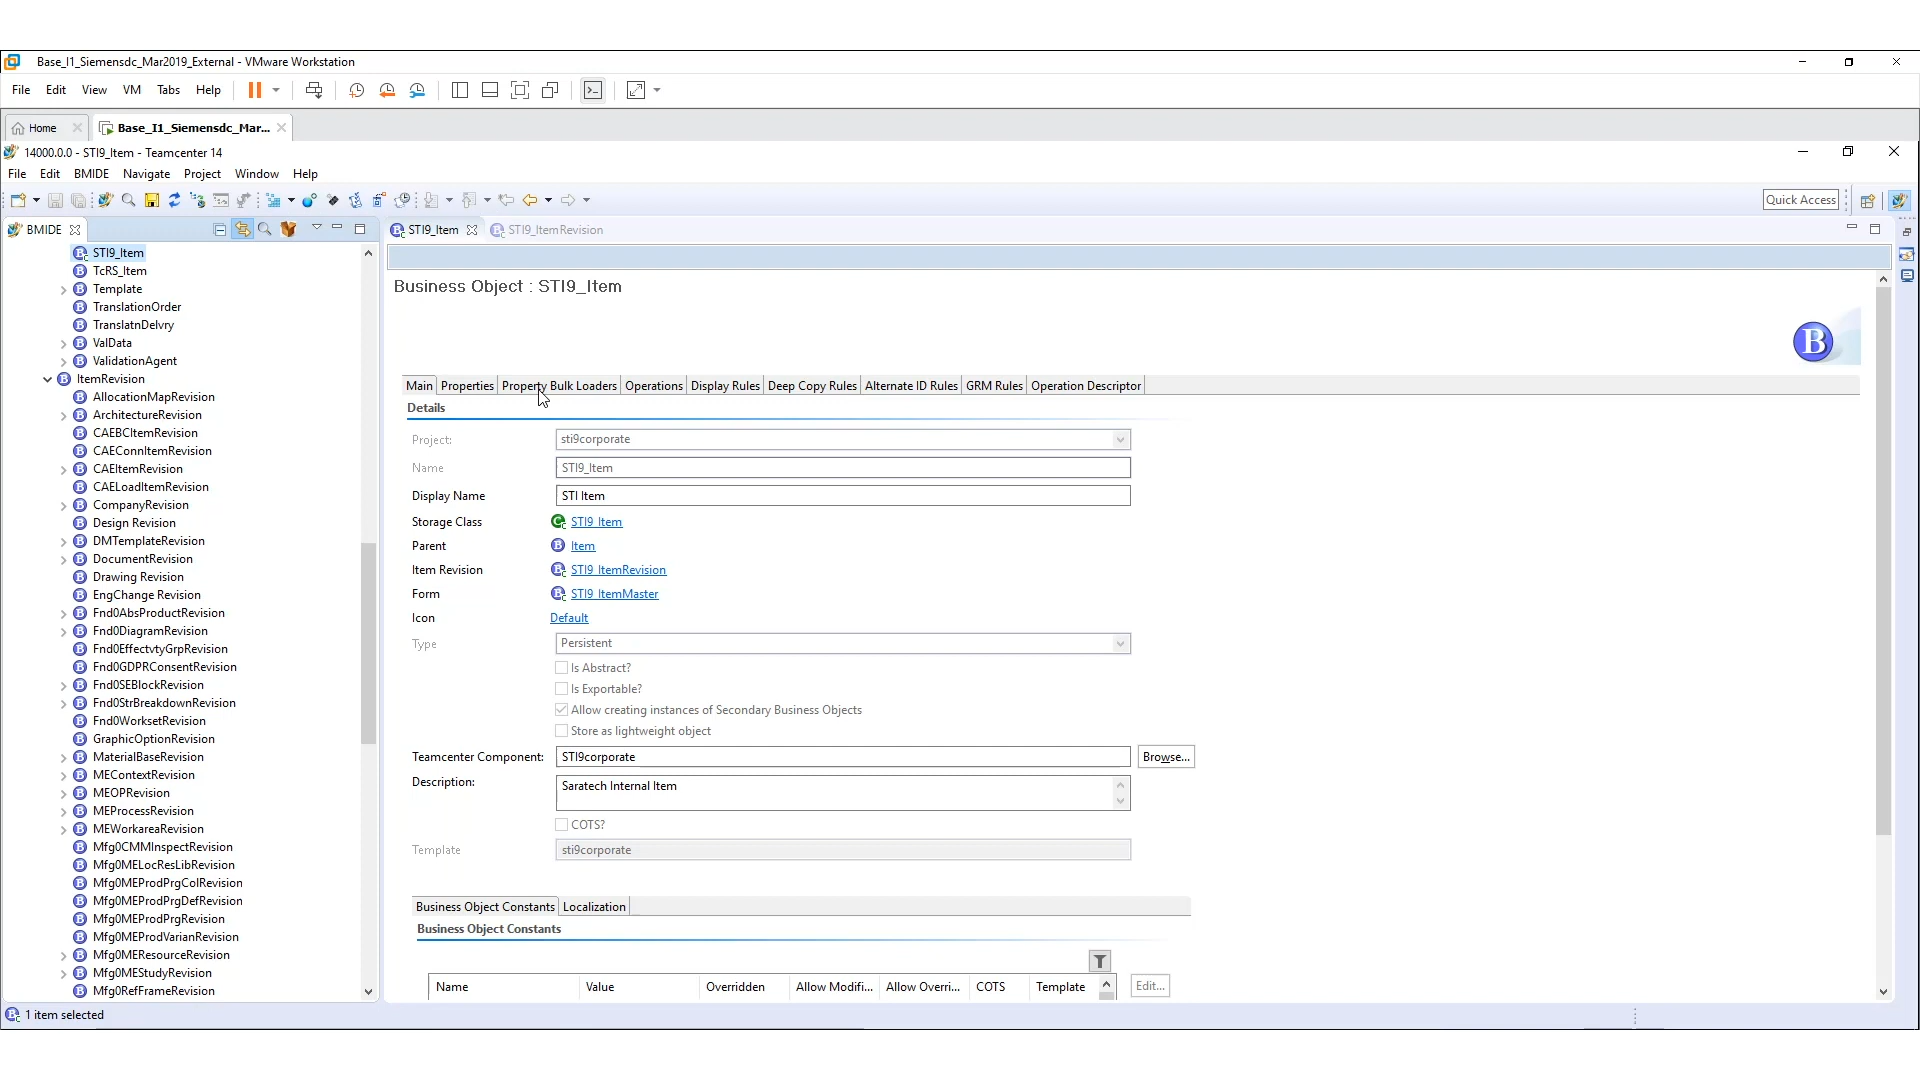 Base_I1_Siemensdc_Mar2019_External - VMware Workstation
File Edit View VM Tabs Help
Home Base_I1_Siemensdc_Mar...
14000.0.0 - STI9_Item - Teamcenter 14
File Edit BMIDE Navigate Project Window Help
Quick Access
BMIDE
STI9_Item STI9_ItemRevision
STI9_Item
TcRS_Item
Template
TranslationOrder
TranslatnDelvry
ValData
ValidationAgent
ItemRevision
AllocationMapRevision
ArchitectureRevision
CAEBCItemRevision
CAEConnItemRevision
CAEItemRevision
CAELoadItemRevision
CompanyRevision
Design Revision
DMTemplateRevision
DocumentRevision
Drawing Revision
EngChange Revision
Fnd0AbsProductRevision
Fnd0DiagramRevision
Fnd0EffectvtyGrpRevision
Fnd0GDPRConsentRevision
Fnd0SEBlockRevision
Fnd0StrBreakdownRevision
Fnd0WorksetRevision
GraphicOptionRevision
MaterialBaseRevision
MEContextRevision
MEOPRevision
MEProcessRevision
MEWorkareaRevision
Mfg0CMMInspectRevision
Mfg0MELocResLibRevision
Mfg0MEProdPrgColRevision
Mfg0MEProdPrgDefRevision
Mfg0MEProdPrgRevision
Mfg0MEProdVarianRevision
Mfg0MEResourceRevision
Mfg0MEStudyRevision
Mfg0RefFrameRevision
Business Object : STI9_Item
B
Main Properties Property Bulk Loaders Operations Display Rules Deep Copy Rules Alternate ID Rules GRM Rules Operation Descriptor
Details
Project: sti9corporate
Name STI9_Item
Display Name STI Item
Storage Class STI9_Item
Parent Item
Item Revision STI9_ItemRevision
Form STI9_ItemMaster
Icon Default
Type Persistent
Is Abstract?
Is Exportable?
Allow creating instances of Secondary Business Objects
Store as lightweight object
Teamcenter Component: STI9corporate Browse...
Description: Saratech Internal Item
COTS?
Template sti9corporate
Business Object Constants Localization
Business Object Constants
Name Value Overridden Allow Modifi... Allow Overri... COTS Template Edit...
1 item selected